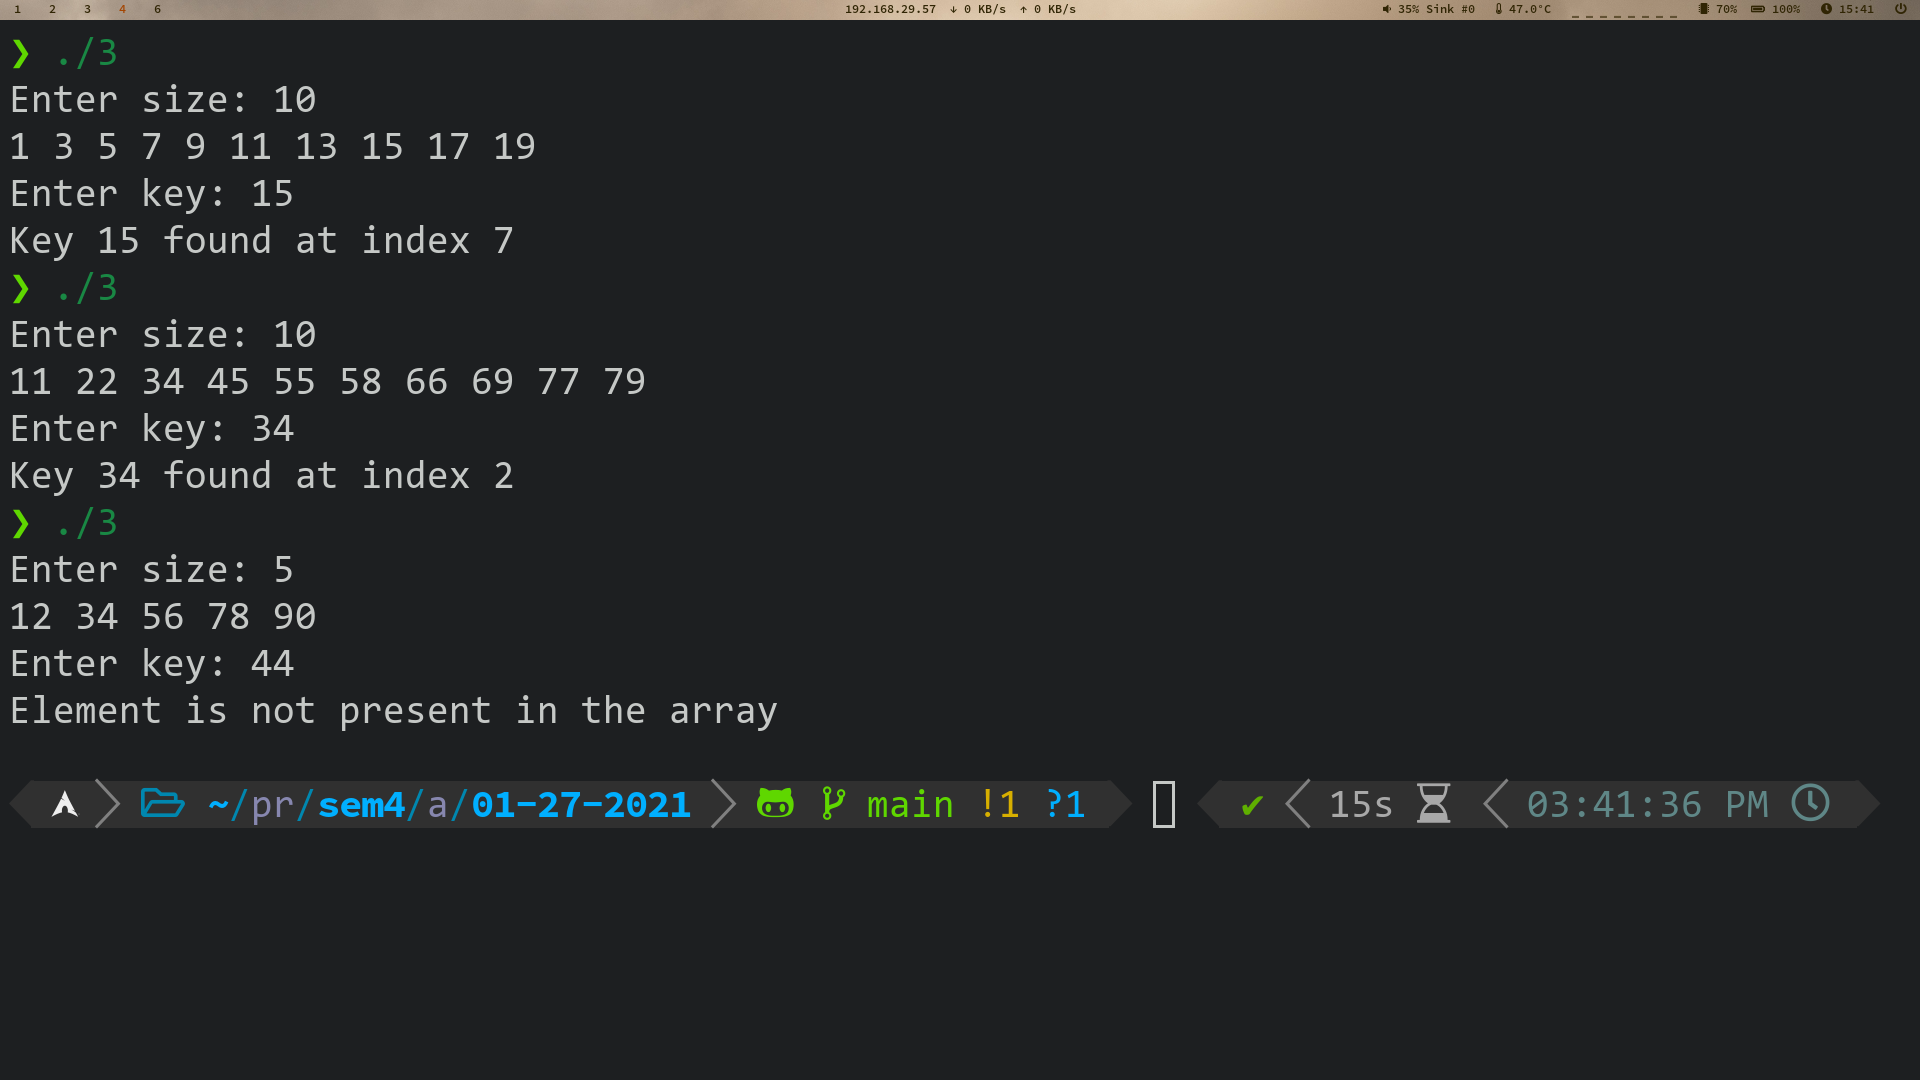 1 2 3 4 6 192.168.29.57 ↓ 0 KB/s ↑ 0 KB/s 35% Sink #0 47.0°C 70% 100% 15:41
❯ ./3
Enter size: 10
1 3 5 7 9 11 13 15 17 19
Enter key: 15
Key 15 found at index 7
❯ ./3
Enter size: 10
11 22 34 45 55 58 66 69 77 79
Enter key: 34
Key 34 found at index 2
❯ ./3
Enter size: 5
12 34 56 78 90
Enter key: 44
Element is not present in the array
~/pr/sem4/a/01-27-2021 main !1 ?1 ✔ 15s 03:41:36 PM